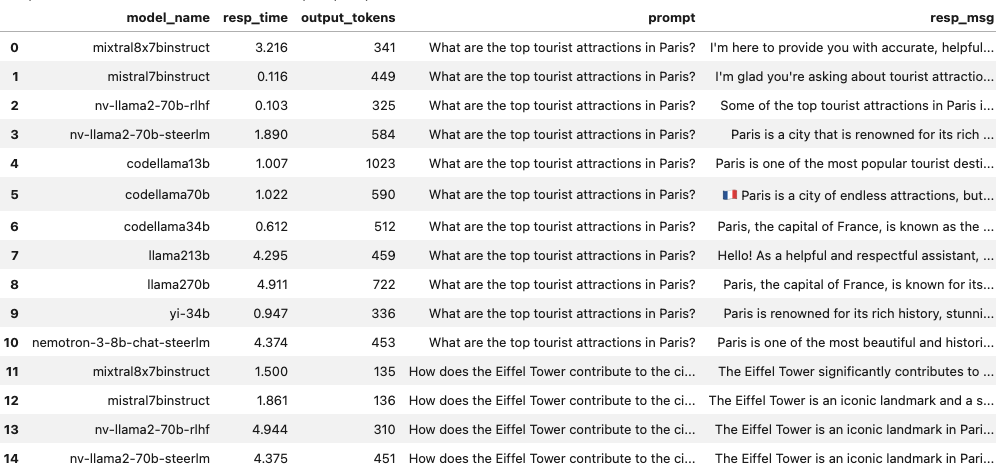 model_name resp_time output_tokens prompt resp_msg
0 mixtral8x7binstruct 3.216 341 What are the top tourist attractions in Paris? I'm here to provide you with accurate, helpful...
1 mistral7binstruct 0.116 449 What are the top tourist attractions in Paris? I'm glad you're asking about tourist attractio...
2 nv-llama2-70b-rlhf 0.103 325 What are the top tourist attractions in Paris? Some of the top tourist attractions in Paris i...
3 nv-llama2-70b-steerlm 1.890 584 What are the top tourist attractions in Paris? Paris is a city that is renowned for its rich ...
4 codellama13b 1.007 1023 What are the top tourist attractions in Paris? Paris is one of the most popular tourist desti...
5 codellama70b 1.022 590 What are the top tourist attractions in Paris? 🇫🇷 Paris is a city of endless attractions, but...
6 codellama34b 0.612 512 What are the top tourist attractions in Paris? Paris, the capital of France, is known as the ...
7 llama213b 4.295 459 What are the top tourist attractions in Paris? Hello! As a helpful and respectful assistant, ...
8 llama270b 4.911 722 What are the top tourist attractions in Paris? Paris, the capital of France, is known for its...
9 yi-34b 0.947 336 What are the top tourist attractions in Paris? Paris is renowned for its rich history, stunni...
10 nemotron-3-8b-chat-steerlm 4.374 453 What are the top tourist attractions in Paris? Paris is one of the most beautiful and histori...
11 mixtral8x7binstruct 1.500 135 How does the Eiffel Tower contribute to the ci... The Eiffel Tower significantly contributes to ...
12 mistral7binstruct 1.861 136 How does the Eiffel Tower contribute to the ci... The Eiffel Tower is an iconic landmark and a s...
13 nv-llama2-70b-rlhf 4.944 310 How does the Eiffel Tower contribute to the ci... The Eiffel Tower is an iconic landmark in Pari...
14 nv-llama2-70b-steerlm 4.375 451 How does the Eiffel Tower contribute to the ci... The Eiffel Tower is an iconic landmark in Pari...